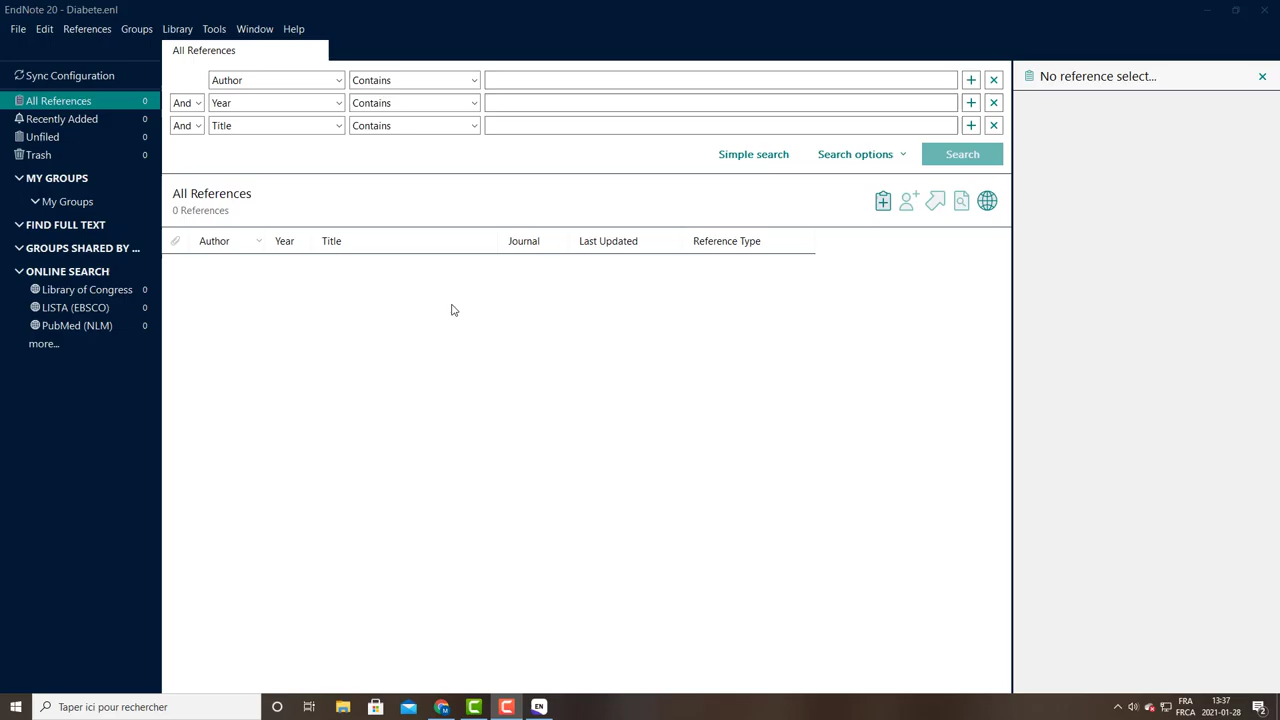 EndNote 20 - Diabete.enl
File Edit References Groups Library Tools Window Help
All References
Sync Configuration
All References 0
Recently Added 0
Unfiled 0
Trash 0
MY GROUPS
My Groups
FIND FULL TEXT
GROUPS SHARED BY ...
ONLINE SEARCH
Library of Congress 0
LISTA (EBSCO) 0
PubMed (NLM) 0
more...
Author Contains
And Year Contains
And Title Contains
Simple search Search options Search
All References
0 References
Author Year Title Journal Last Updated Reference Type
No reference select...
Taper ici pour rechercher
EN
FRA
FRCA
13:37
2021-01-28
2